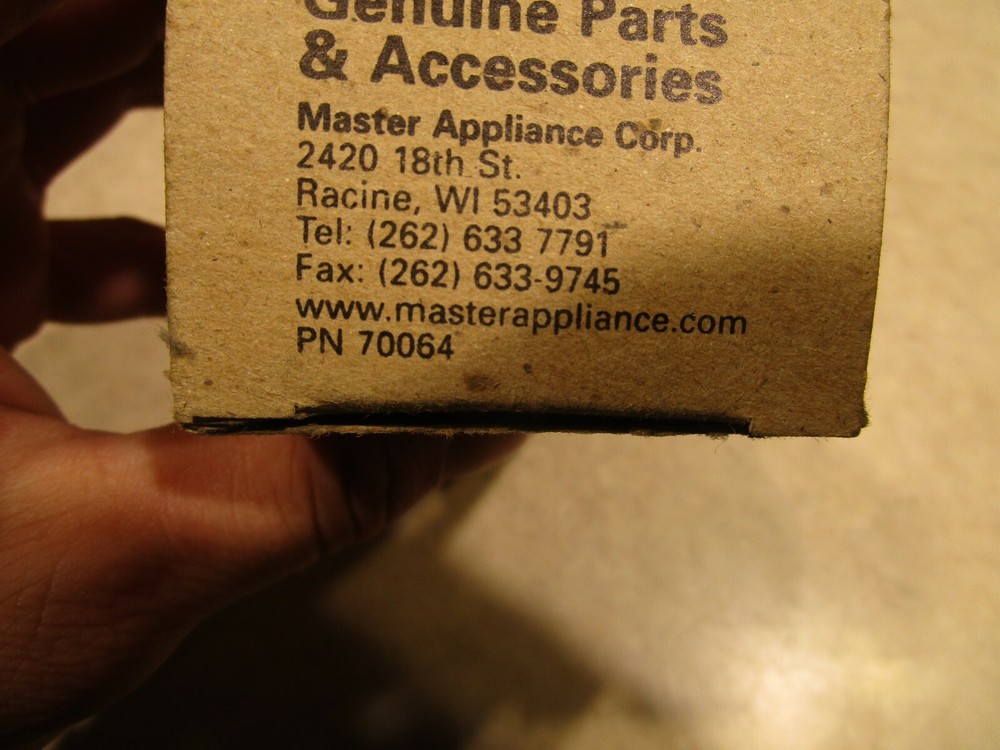 Genuine Parts
& Accessories
Master Appliance Corp.
2420 18th St.
Racine, WI 53403
Tel: (262) 633 7791
Fax: (262) 633-9745
www.masterappliance.com
PN 70064